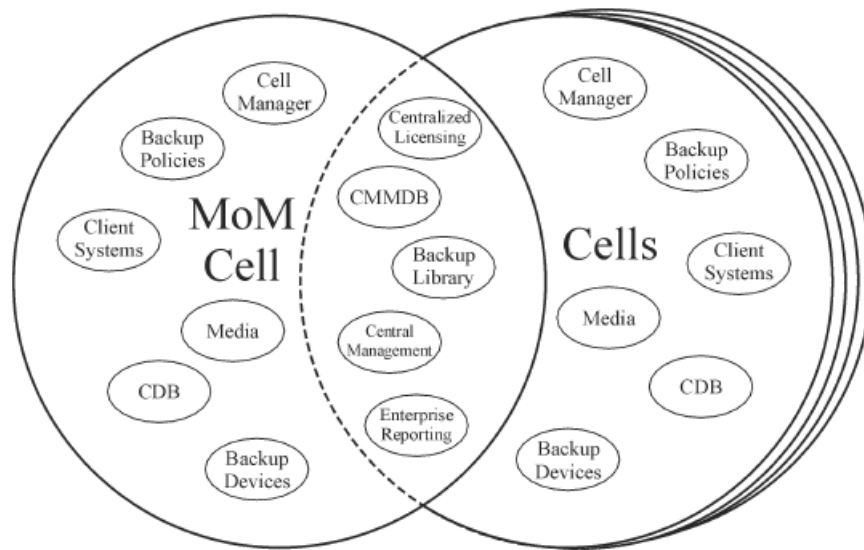 Cell
Manager
Backup
Policies
Client
Systems
MoM
Cell
Media
CDB
Backup
Devices
Centralized
Licensing
CMMDB
Backup
Library
Central
Management
Enterprise
Reporting
Cell
Manager
Backup
Policies
Cells
Client
Systems
Media
CDB
Backup
Devices